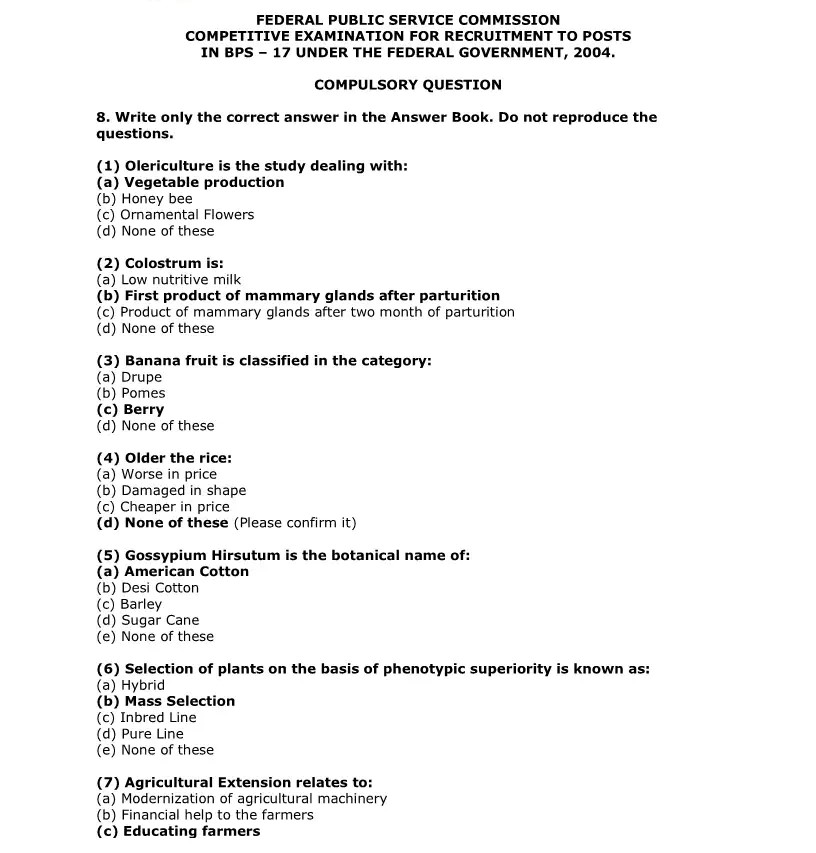 FEDERAL PUBLIC SERVICE COMMISSION
COMPETITIVE EXAMINATION FOR RECRUITMENT TO POSTS
IN BPS – 17 UNDER THE FEDERAL GOVERNMENT, 2004.
COMPULSORY QUESTION
8. Write only the correct answer in the Answer Book. Do not reproduce the
questions.
(1) Olericulture is the study dealing with:
(a) Vegetable production
(b) Honey bee
(c) Ornamental Flowers
(d) None of these
(2) Colostrum is:
(a) Low nutritive milk
(b) First product of mammary glands after parturition
(c) Product of mammary glands after two month of parturition
(d) None of these
(3) Banana fruit is classified in the category:
(a) Drupe
(b) Pomes
(c) Berry
(d) None of these
(4) Older the rice:
(a) Worse in price
(b) Damaged in shape
(c) Cheaper in price
(d) None of these (Please confirm it)
(5) Gossypium Hirsutum is the botanical name of:
(a) American Cotton
(b) Desi Cotton
(c) Barley
(d) Sugar Cane
(e) None of these
(6) Selection of plants on the basis of phenotypic superiority is known as:
(a) Hybrid
(b) Mass Selection
(c) Inbred Line
(d) Pure Line
(e) None of these
(7) Agricultural Extension relates to:
(a) Modernization of agricultural machinery
(b) Financial help to the farmers
(c) Educating farmers